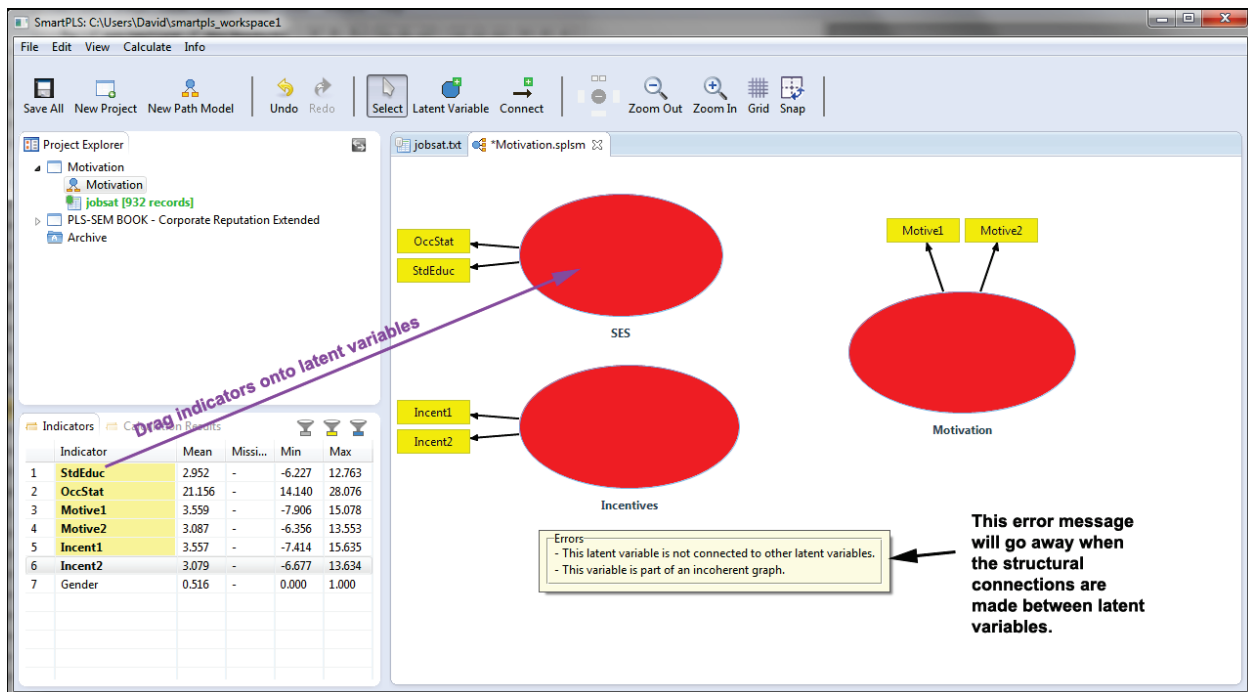 SmartPLS: C:\Users\David\smartpls_workspace1
File Edit View Calculate Info
Save All New Project New Path Model Undo Redo Select Latent Variable Connect Zoom Out Zoom In Grid Snap
Project Explorer
Motivation
Motivation
jobsat [932 records]
PLS-SEM BOOK - Corporate Reputation Extended
Archive
jobsat.txt *Motivation.splsm
OccStat
StdEduc
SES
Motive1 Motive2
Motivation
Incent1
Incent2
Incentives
Drag indicators onto latent variables
Indicators Calculation Results
Indicator Mean Missi... Min Max
1 StdEduc 2.952 - -6.227 12.763
2 OccStat 21.156 - 14.140 28.076
3 Motive1 3.559 - -7.906 15.078
4 Motive2 3.087 - -6.356 13.553
5 Incent1 3.557 - -7.414 15.635
6 Incent2 3.079 - -6.677 13.634
7 Gender 0.516 - 0.000 1.000
Errors
- This latent variable is not connected to other latent variables.
- This variable is part of an incoherent graph.
This error message
will go away when
the structural
connections are
made between latent
variables.